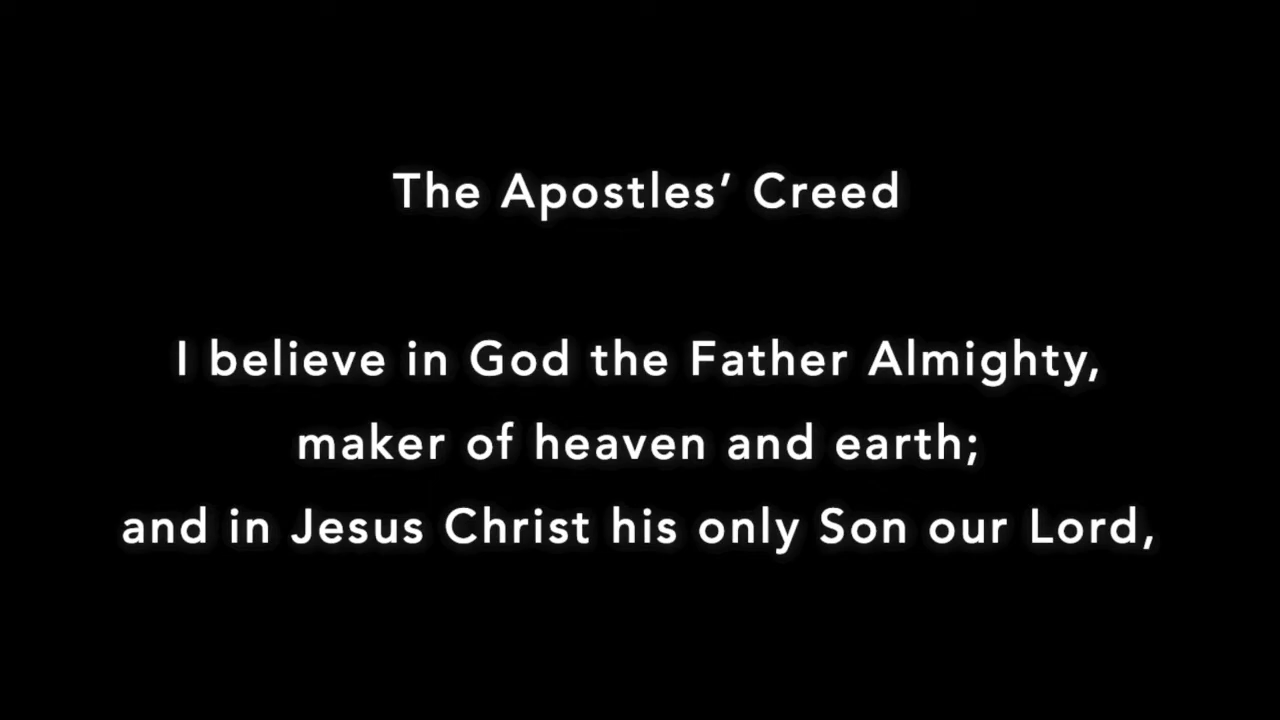 The Apostles’ Creed
I believe in God the Father Almighty,
maker of heaven and earth;
and in Jesus Christ his only Son our Lord,